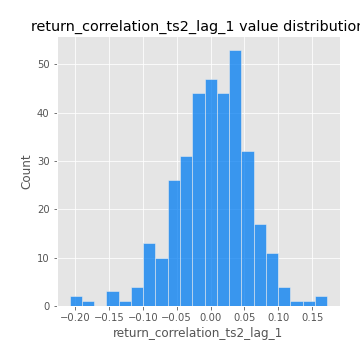 return_correlation_ts2_lag_1 value distribution
Count
50
40
30
20
10
0
−0.20 −0.15 −0.10 −0.05 0.00 0.05 0.10 0.15
return_correlation_ts2_lag_1